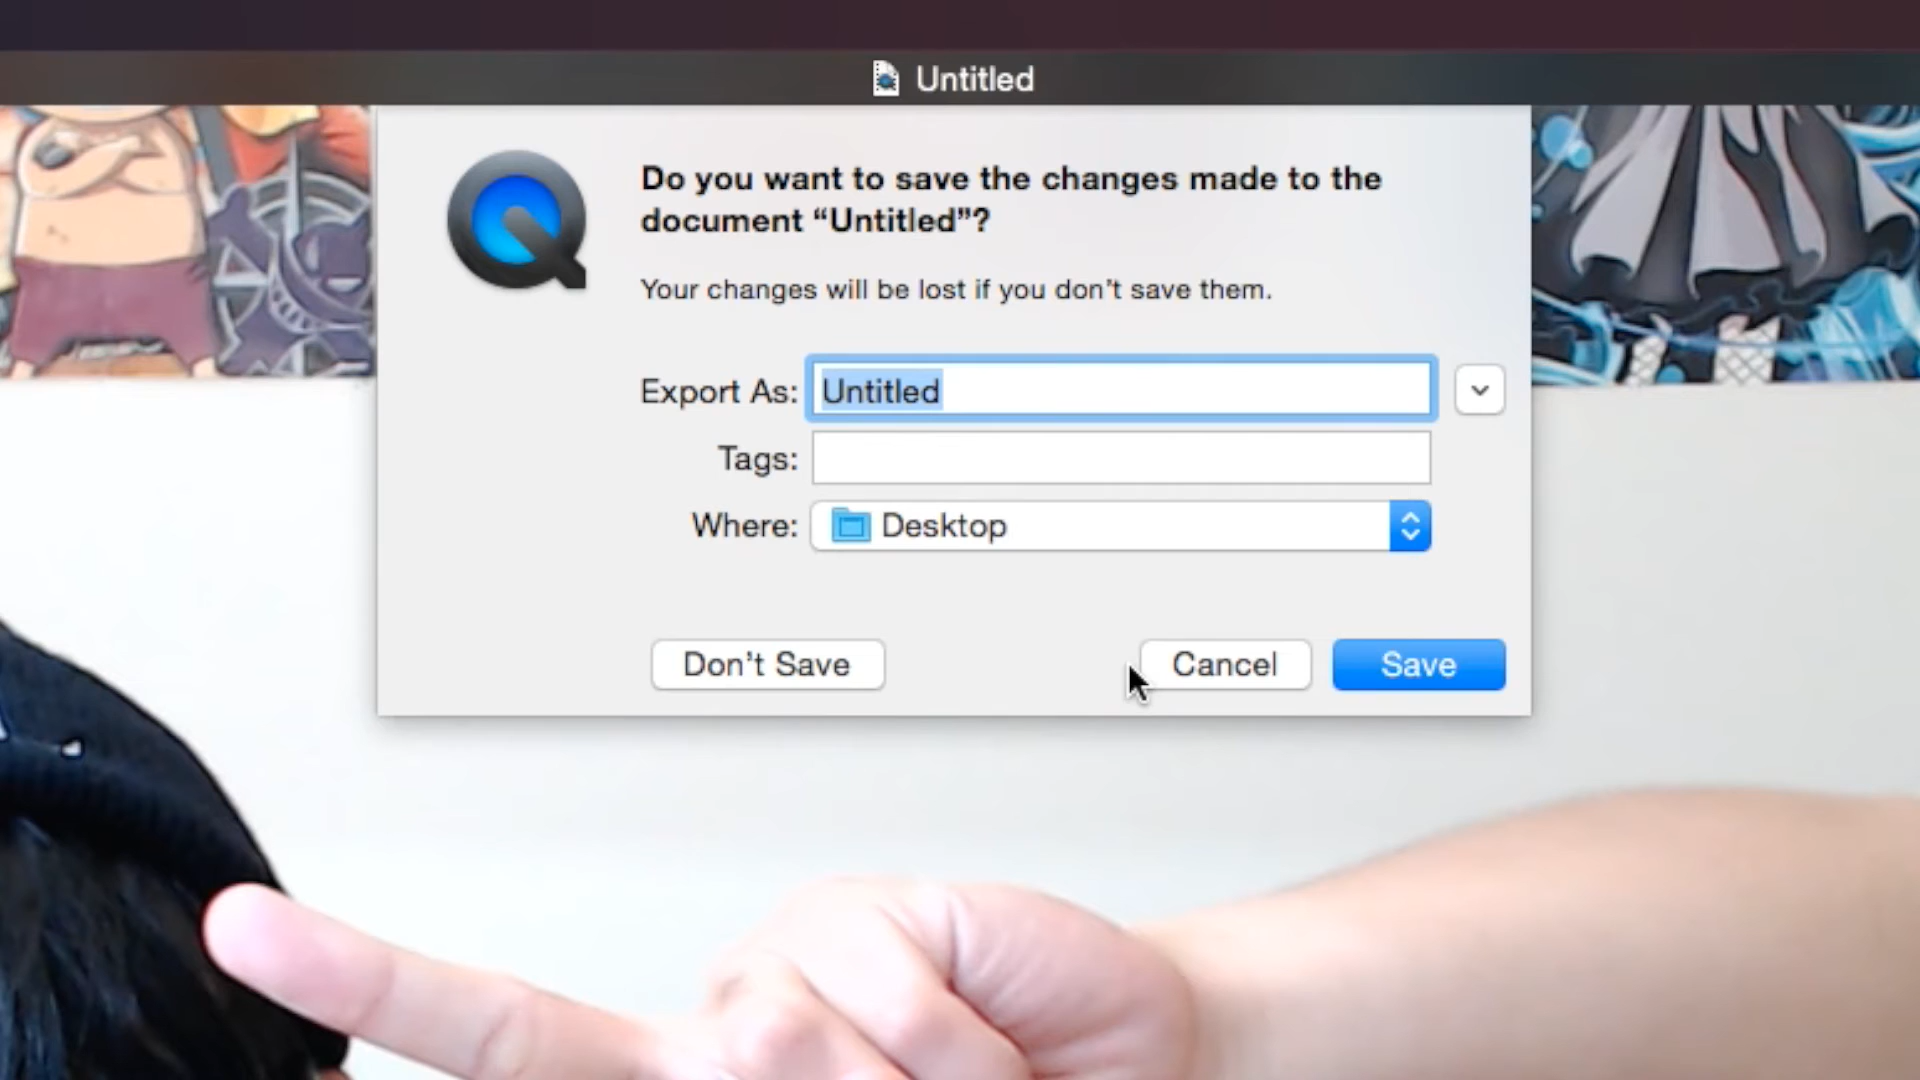 Untitled
Do you want to save the changes made to the
document “Untitled”?
Your changes will be lost if you don’t save them.
Export As: Untitled
Tags:
Where: Desktop
Don’t Save Cancel Save